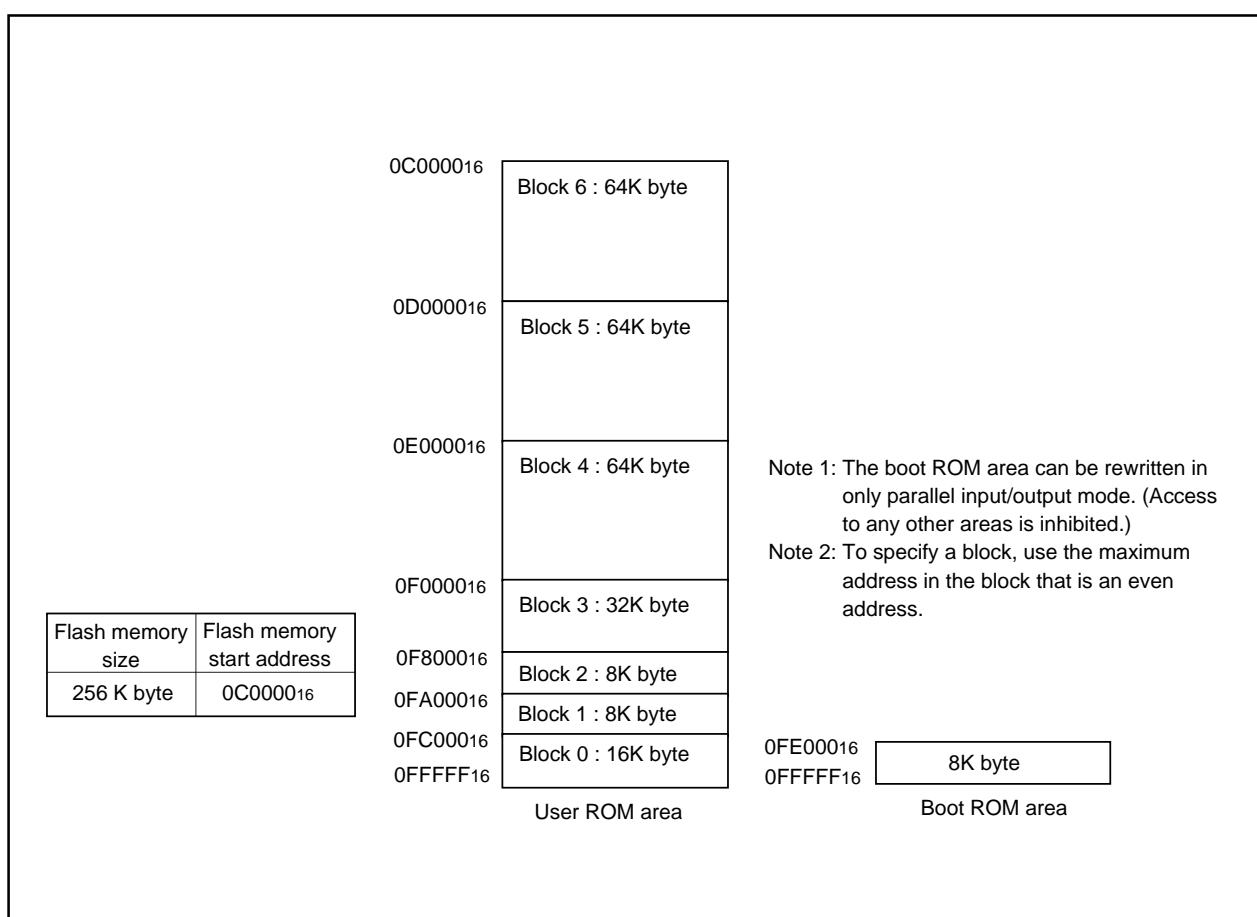 0C000016
Block 6 : 64K byte
0D000016
Block 5 : 64K byte
0E000016
Block 4 : 64K byte
0F000016
Block 3 : 32K byte
0F800016
Block 2 : 8K byte
0FA00016
Block 1 : 8K byte
0FC00016
Block 0 : 16K byte
0FFFFF16
User ROM area
Flash memory size
Flash memory start address
256 K byte
0C000016
Note 1: The boot ROM area can be rewritten in
only parallel input/output mode. (Access
to any other areas is inhibited.)
Note 2: To specify a block, use the maximum
address in the block that is an even
address.
0FE00016
8K byte
0FFFFF16
Boot ROM area